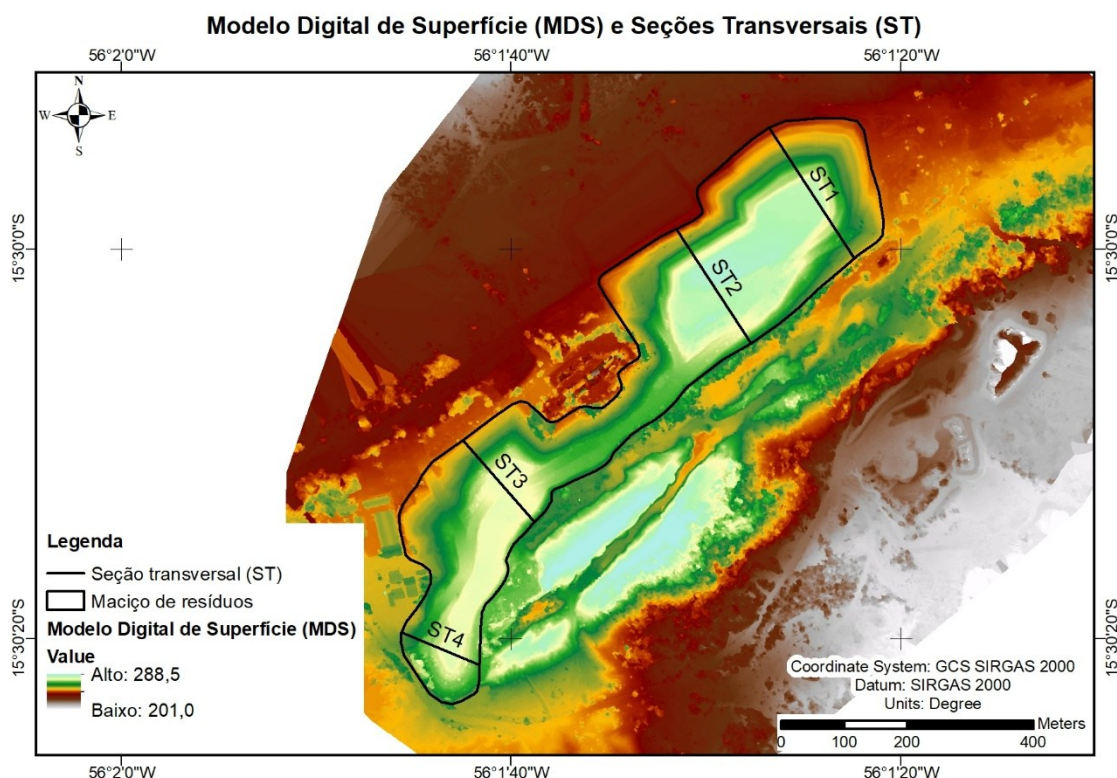 Modelo Digital de Superfície (MDS) e Seções Transversais (ST)
56°2'0"W 56°1'40"W 56°1'20"W
N
W E
S
ST1
15°30'0"S 15°30'0"S
ST2
ST3
Legenda
Seção transversal (ST)
Maciço de resíduos
Modelo Digital de Superfície (MDS)
Value
Alto: 288,5
Baixo: 201,0
ST4
15°30'20"S 15°30'20"S
Coordinate System: GCS SIRGAS 2000
Datum: SIRGAS 2000
Units: Degree
Meters
0 100 200 400
56°2'0"W 56°1'40"W 56°1'20"W